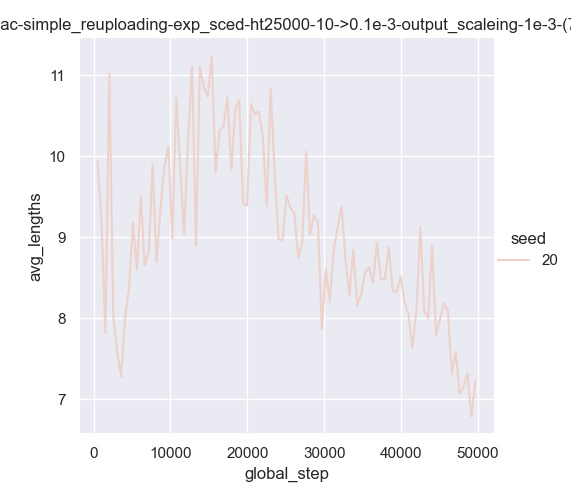 ac-simple_reuploading-exp_sced-ht25000-10->0.1e-3-output_scaleing-1e-3-(7
11
10
9
8
7
avg_lengths
0 10000 20000 30000 40000 50000
global_step
seed
20